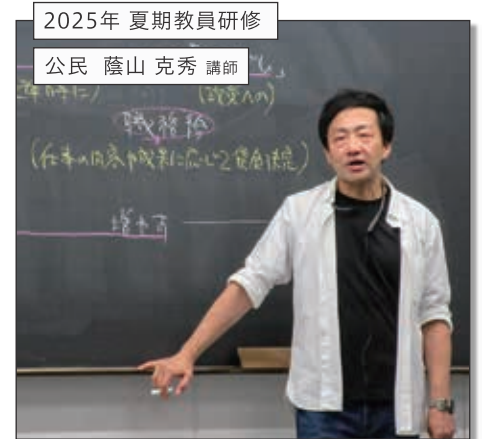 2025年 夏期教員研修
公民 蔭山 克秀 講師
職務給
(仕事の内容や成果に応じて賃金決定)